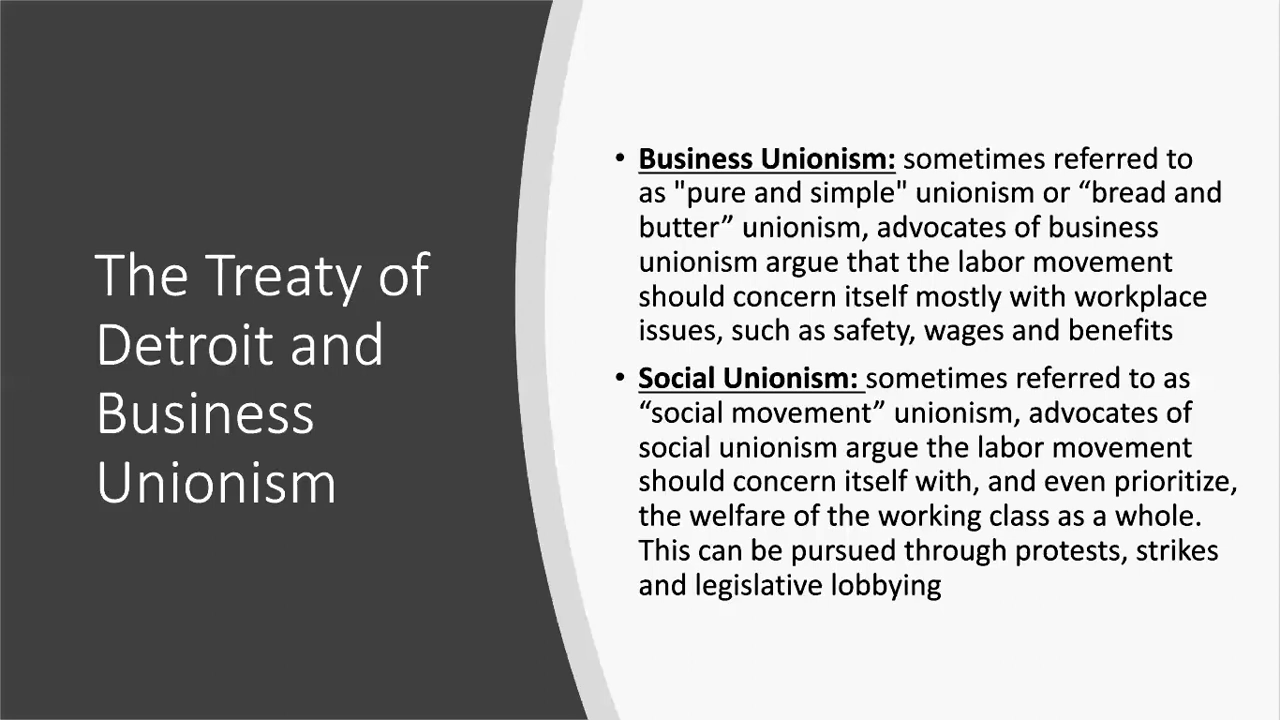 The Treaty of
Detroit and
Business
Unionism
• Business Unionism: sometimes referred to
as "pure and simple" unionism or “bread and
butter” unionism, advocates of business
unionism argue that the labor movement
should concern itself mostly with workplace
issues, such as safety, wages and benefits
• Social Unionism: sometimes referred to as
“social movement” unionism, advocates of
social unionism argue the labor movement
should concern itself with, and even prioritize,
the welfare of the working class as a whole.
This can be pursued through protests, strikes
and legislative lobbying